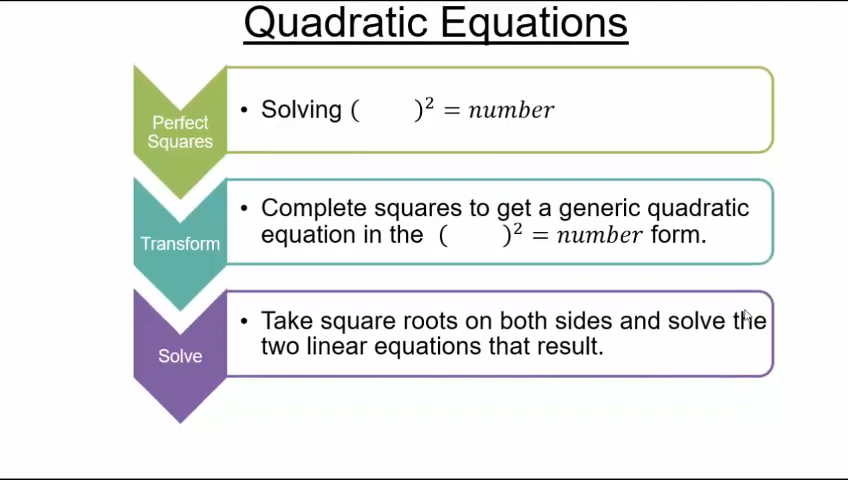 Quadratic Equations
Perfect
Squares
• Solving (      )² = number
Transform
• Complete squares to get a generic quadratic
equation in the (      )² = number form.
Solve
• Take square roots on both sides and solve the
two linear equations that result.